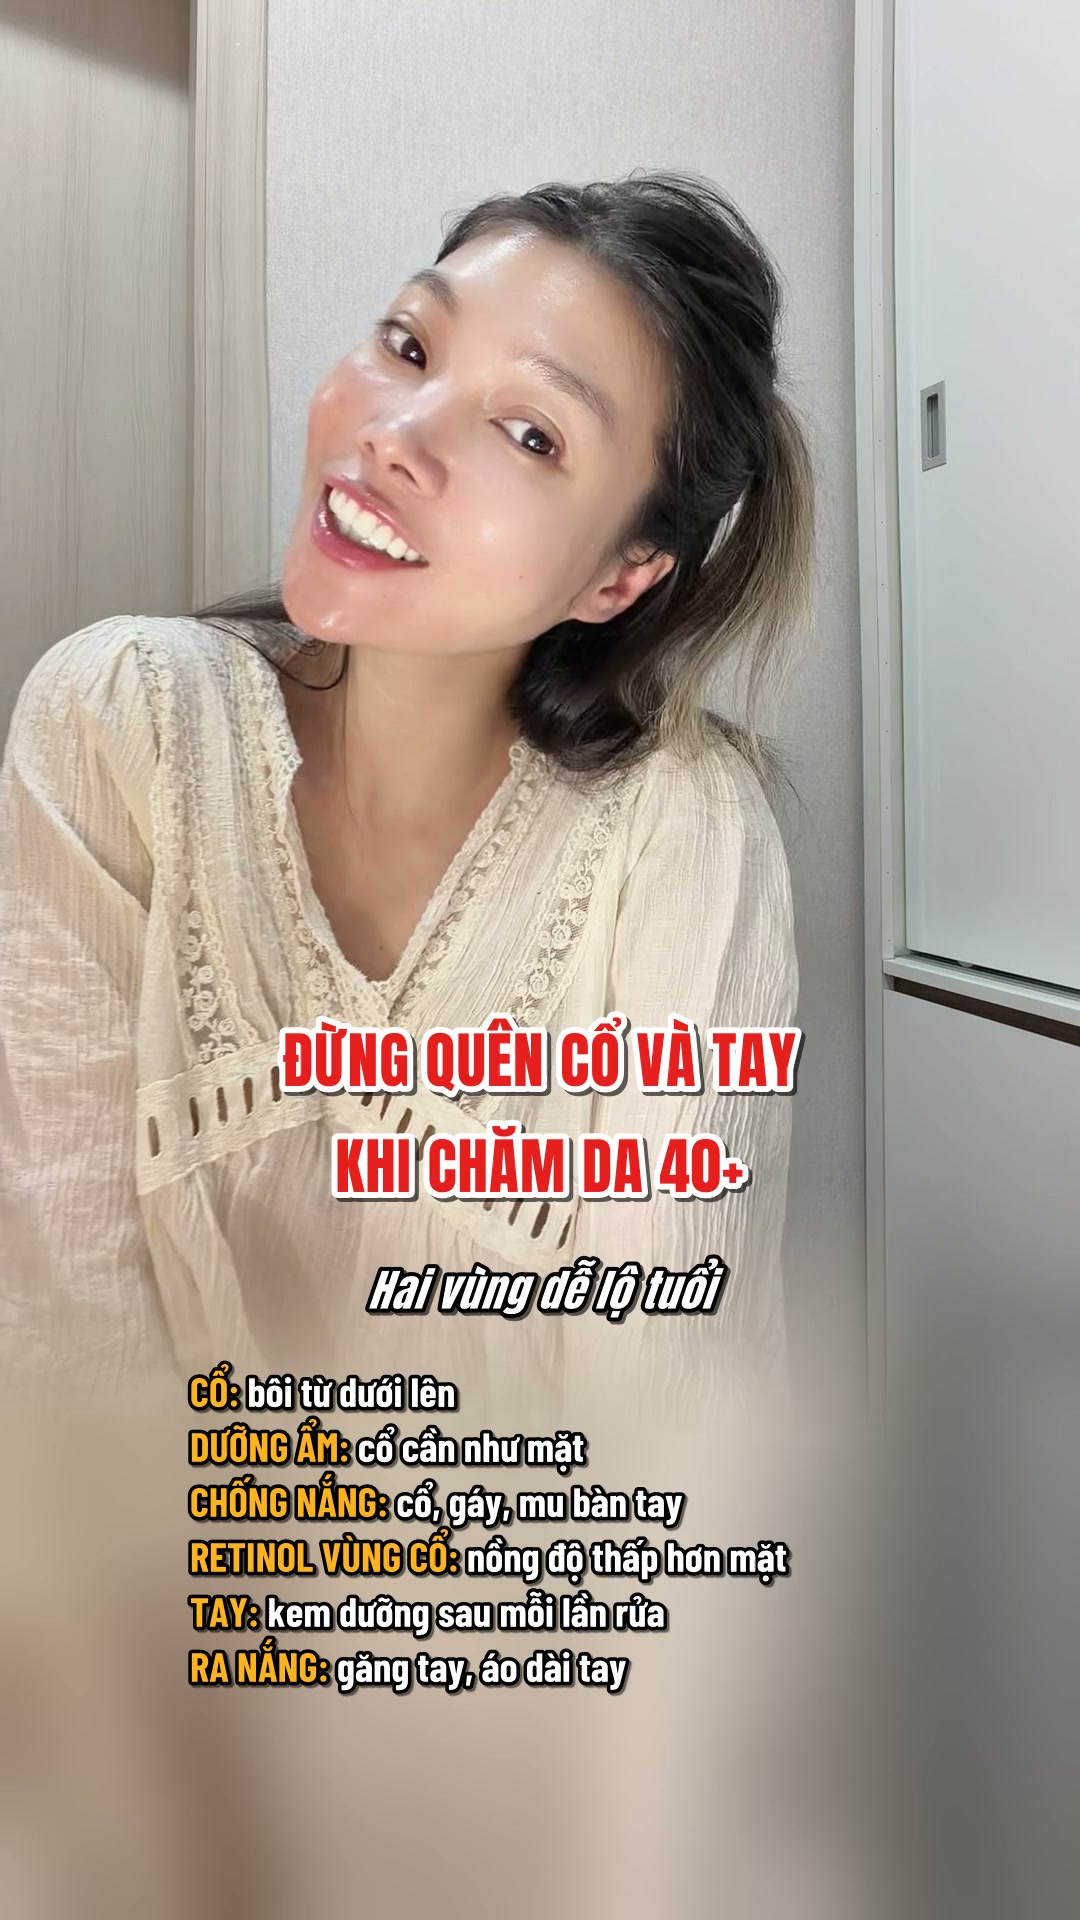 ĐỪNG QUÊN CỔ VÀ TAY
KHI CHĂM DA 40+
Hai vùng dễ lộ tuổi
CỔ: bôi từ dưới lên
DƯỠNG ẨM: cổ cần như mặt
CHỐNG NẮNG: cổ, gáy, mu bàn tay
RETINOL VÙNG CỔ: nồng độ thấp hơn mặt
TAY: kem dưỡng sau mỗi lần rửa
RA NẮNG: găng tay, áo dài tay